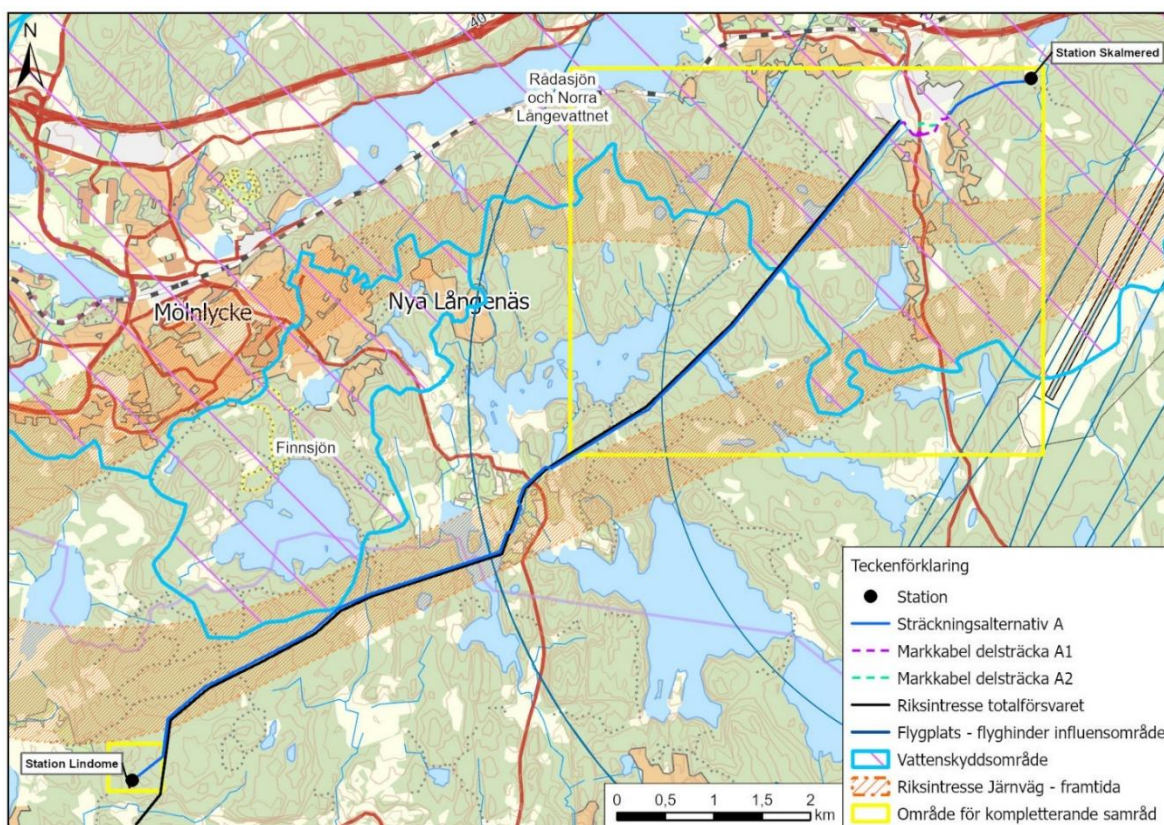 N
40
Station Skalmered
Rådasjön
och Norra
Långevattnet
Mölnlycke
Nya Långenäs
Finnsjön
Station Lindome
Teckenförklaring
Station
Sträckningsalternativ A
Markkabel delsträcka A1
Markkabel delsträcka A2
Riksintresse totalförsvaret
Flygplats - flyghinder influensområde
Vattenskyddsområde
Riksintresse Järnväg - framtida
Område för kompletterande samråd
0 0,5 1 1,5 2
km